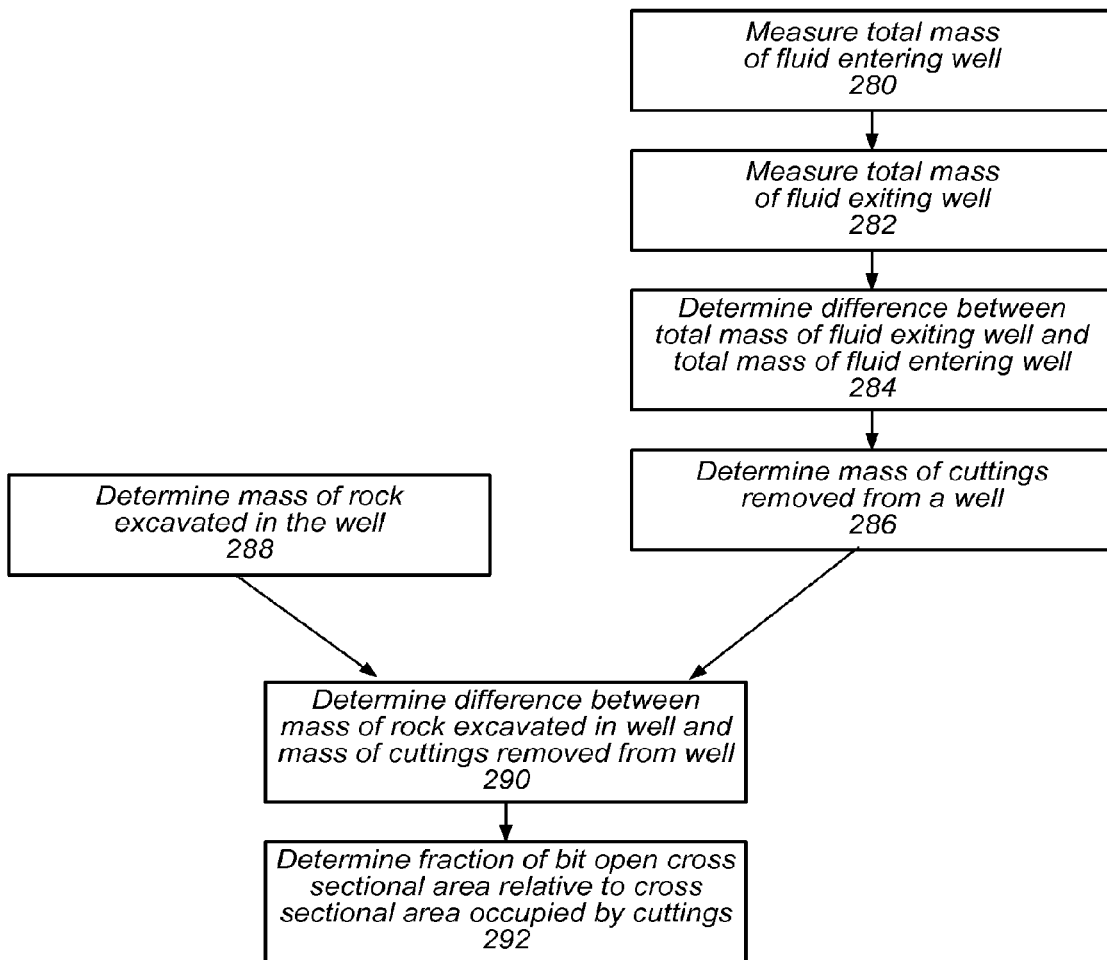 Measure total mass
of fluid entering well
280
Measure total mass
of fluid exiting well
282
Determine difference between
total mass of fluid exiting well and
total mass of fluid entering well
284
Determine mass of cuttings
removed from a well
286
Determine mass of rock
excavated in the well
288
Determine difference between
mass of rock excavated in well and
mass of cuttings removed from well
290
Determine fraction of bit open cross
sectional area relative to cross
sectional area occupied by cuttings
292